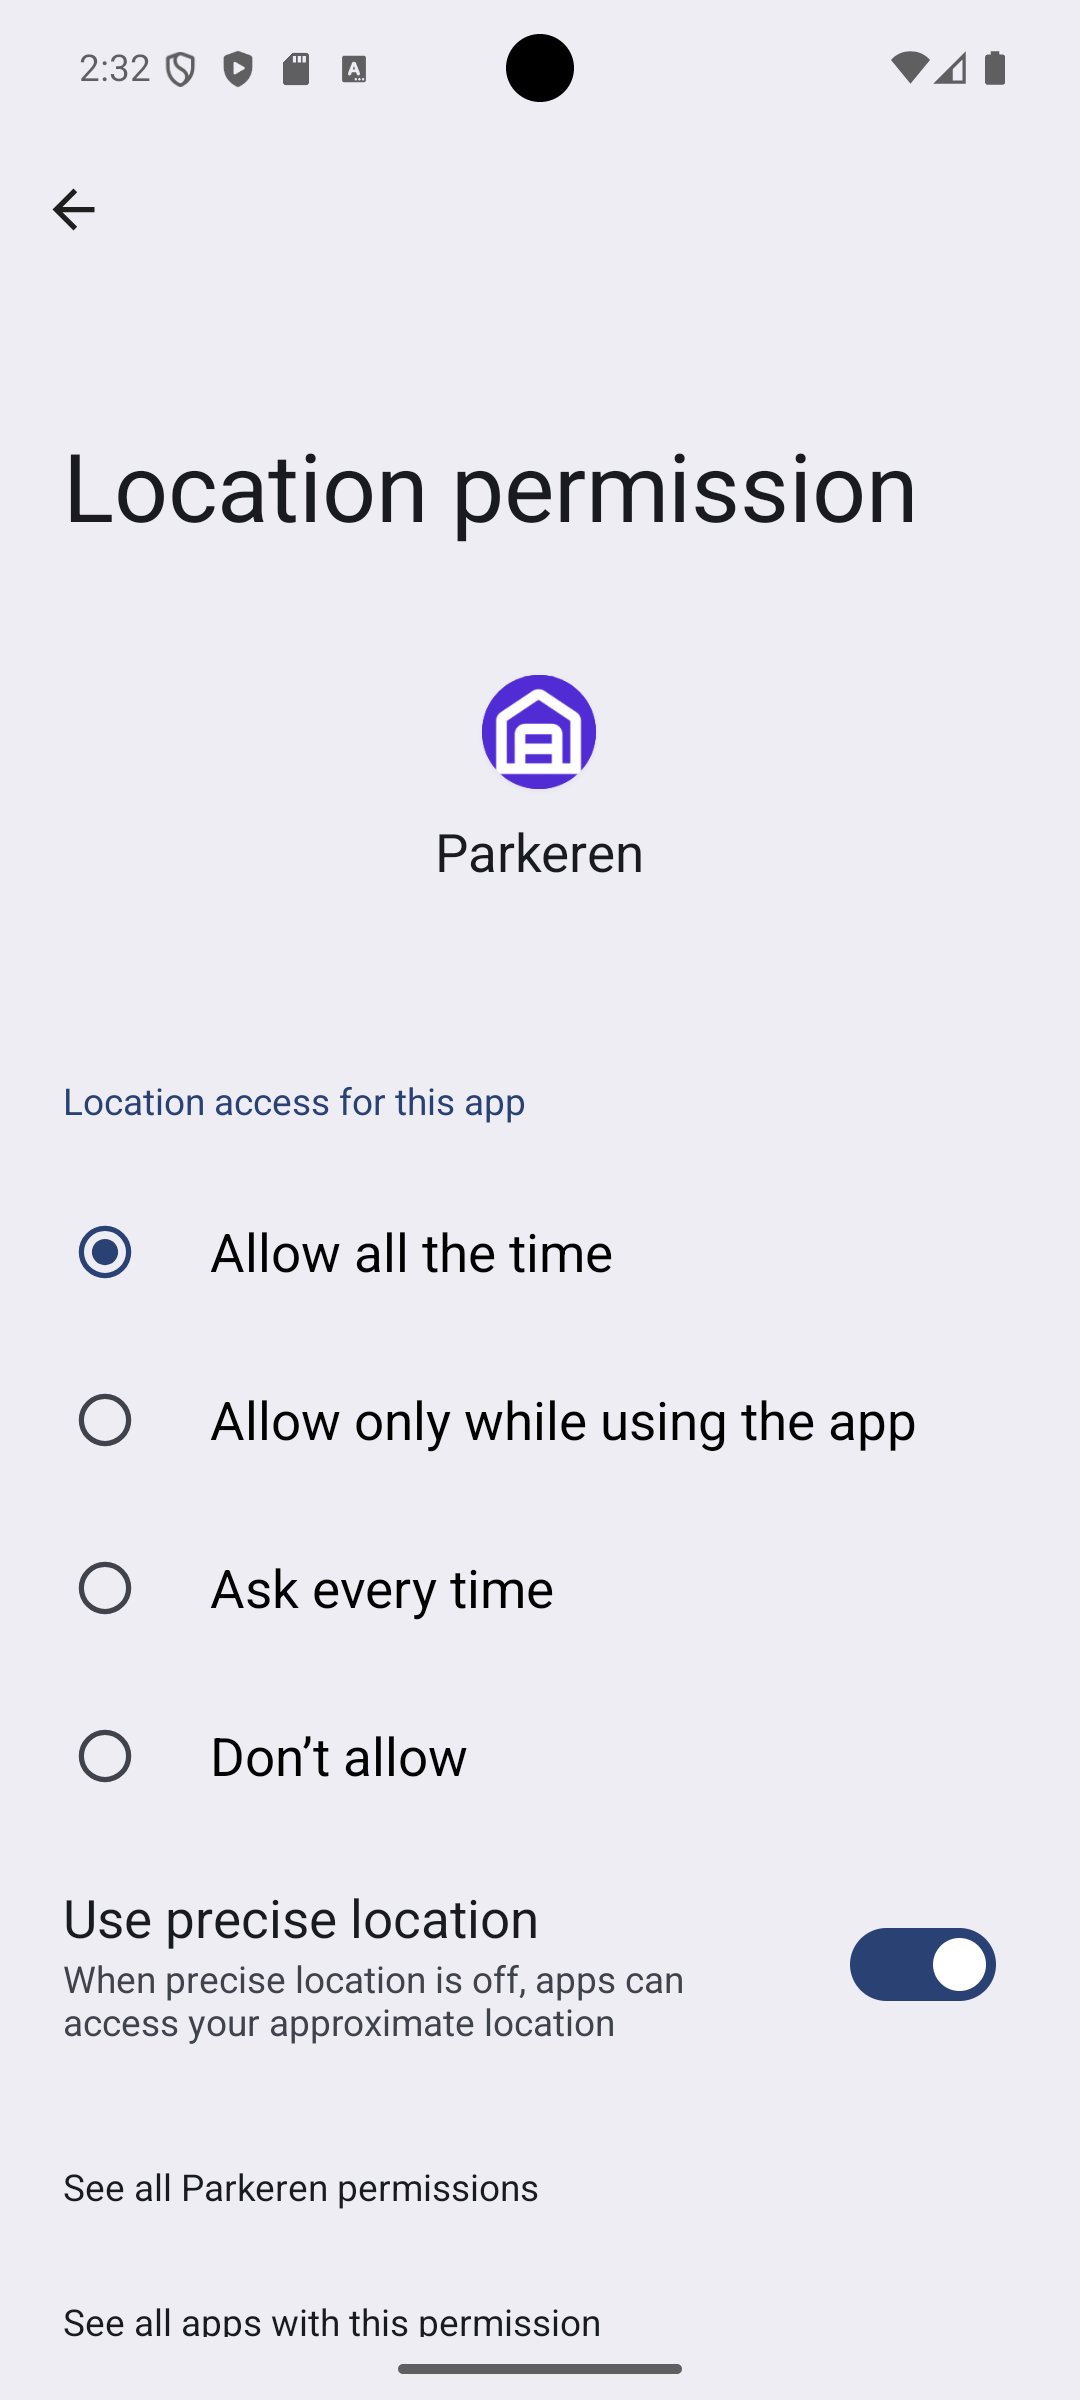 2:32
Location permission
Parkeren
Location access for this app
Allow all the time
Allow only while using the app
Ask every time
Don’t allow
Use precise location
When precise location is off, apps can
access your approximate location
See all Parkeren permissions
See all apps with this permission